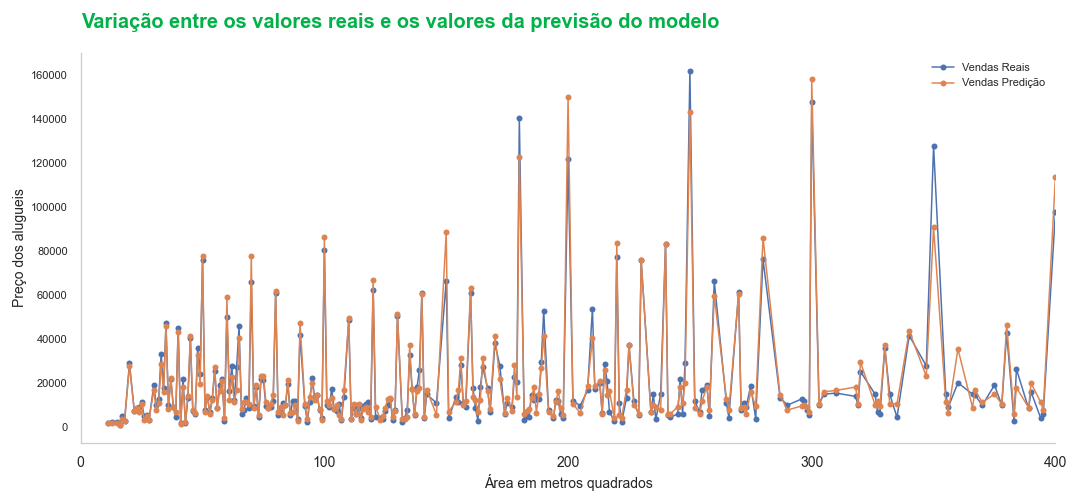 Variação entre os valores reais e os valores da previsão do modelo
Vendas Reais
Vendas Predição
Preço dos alugueis
160000
140000
120000
100000
80000
60000
40000
20000
0
0 100 200 300 400
Área em metros quadrados